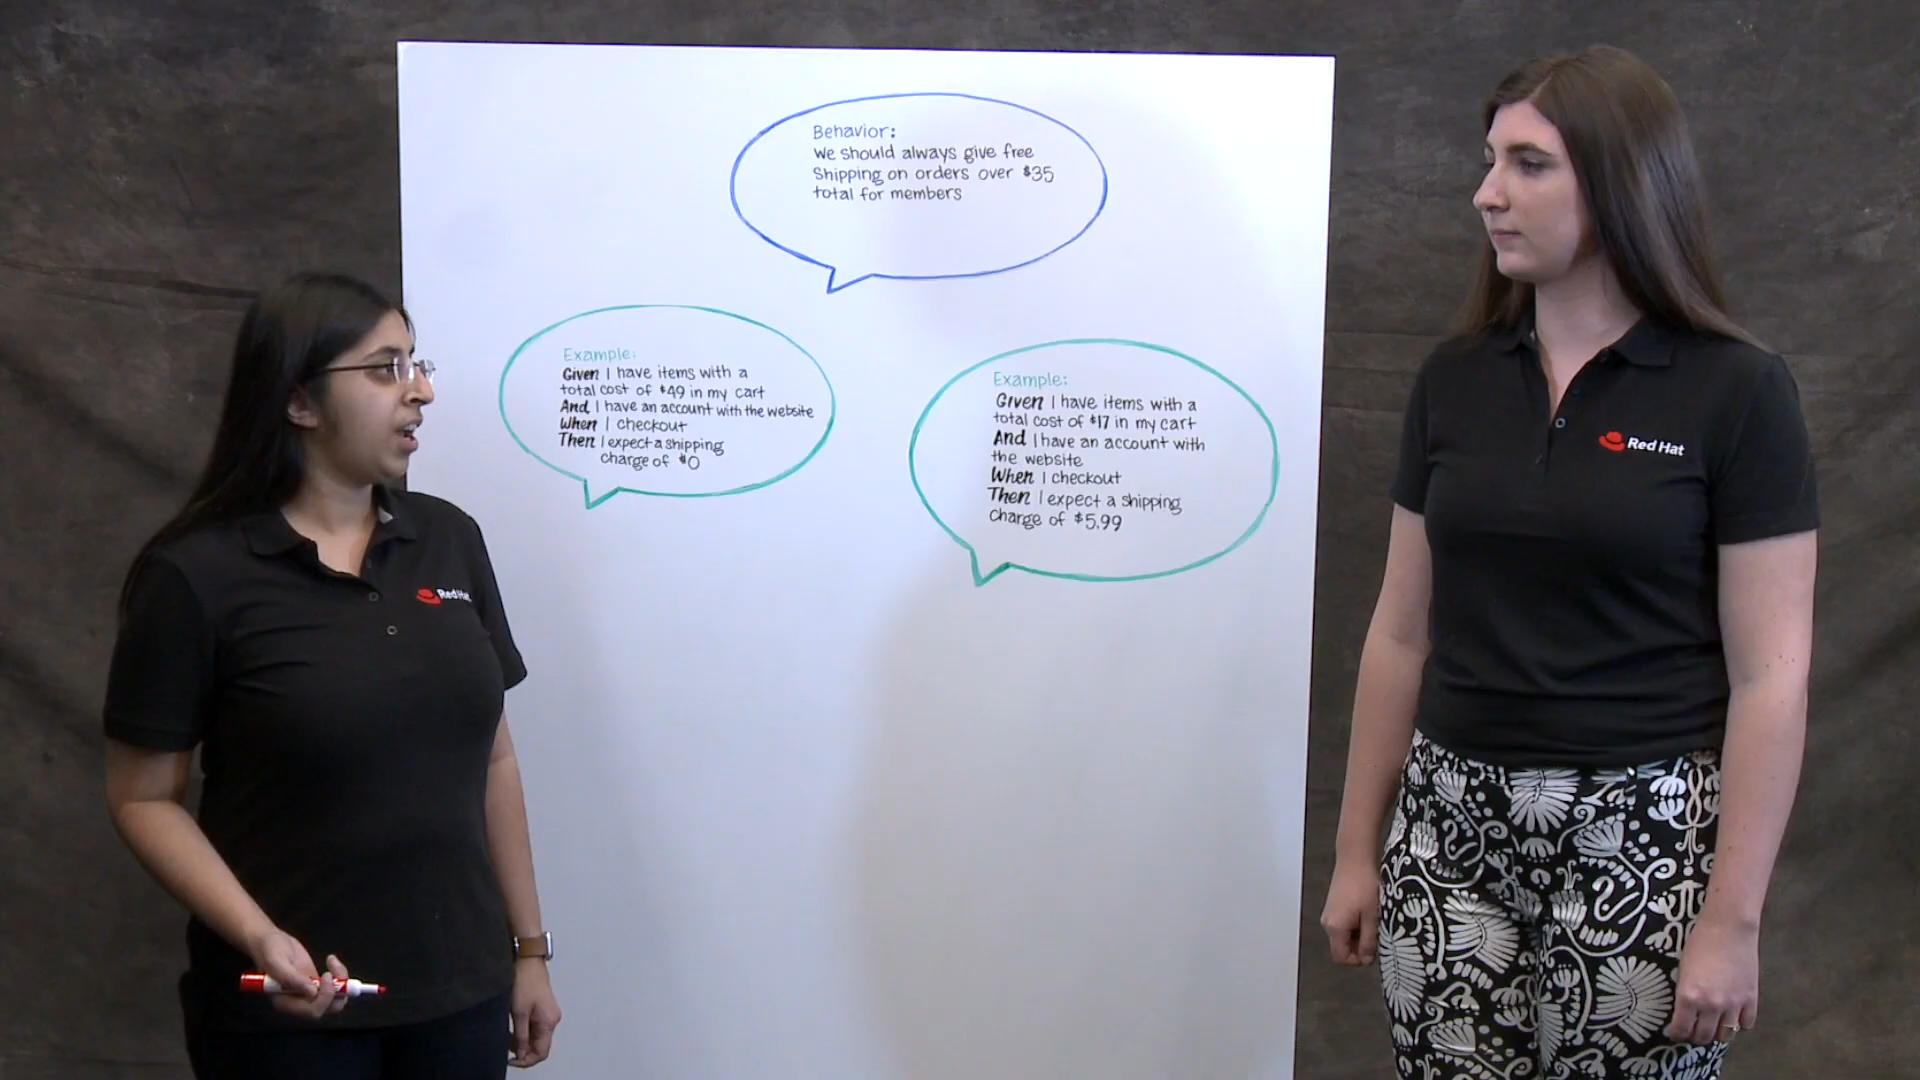 Behavior:
We should always give free
Shipping on orders over $35
total for members
Example:
Given I have items with a
total cost of $49 in my cart
And I have an account with the website
When I checkout
Then I expect a shipping
charge of $0
Example:
Given I have items with a
total cost of $17 in my cart
And I have an account with
the website
When I checkout
Then I expect a shipping
charge of $5.99
Red Hat
Red Hat